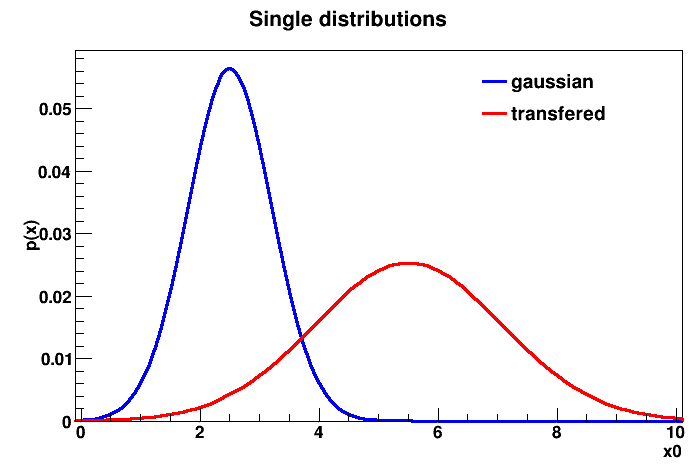 Single distributions
gaussian
transfered
p(x)
0.05
0.04
0.03
0.02
0.01
0
0 2 4 6 8 10
x0